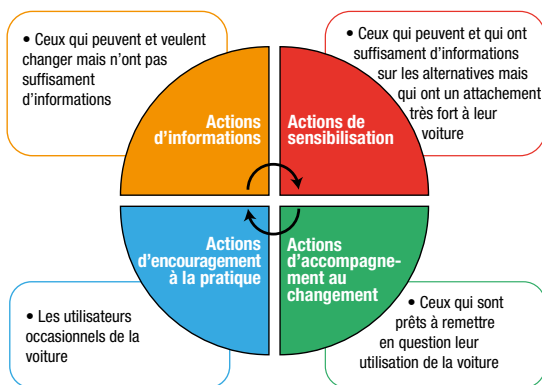 • Ceux qui peuvent et veulent
changer mais n'ont pas
suffisament
d'informations
• Ceux qui peuvent et qui ont
suffisament d'informations
sur les alternatives mais
qui ont un attachement
très fort à leur
voiture
Actions
d'informations
Actions de
sensibilisation
Actions
d'encouragement
à la pratique
Actions
d'accompagne-
ment au
changement
• Les utilisateurs
occasionnels de la
voiture
• Ceux qui sont
prêts à remettre
en question leur
utilisation de la voiture